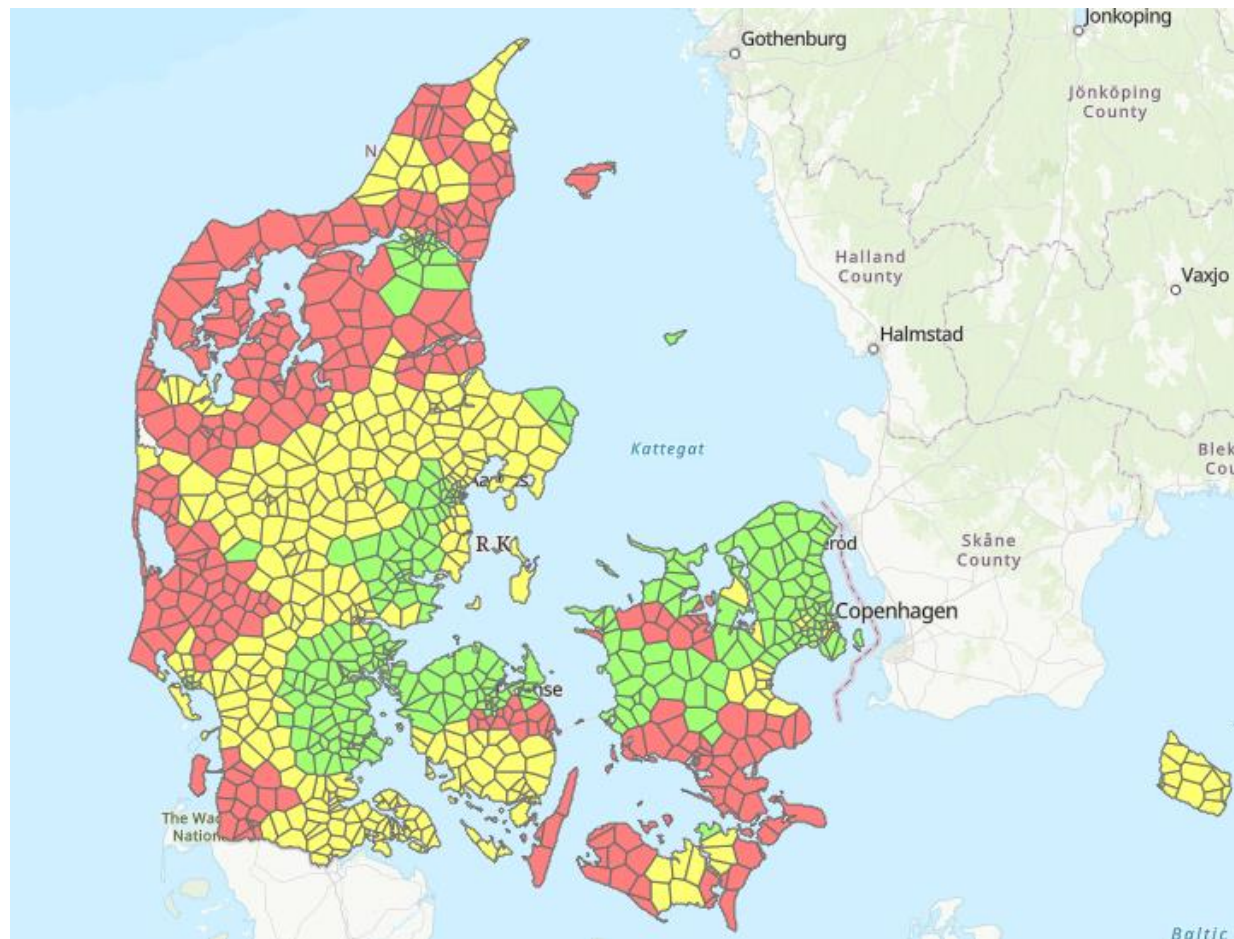 Jonkoping
Gothenburg
Jönköping
County
N
Halland
County
Vaxjo
Halmstad
Kattegat
Skåne
County
R K
Copenhagen
The Wad
Nation
Baltic